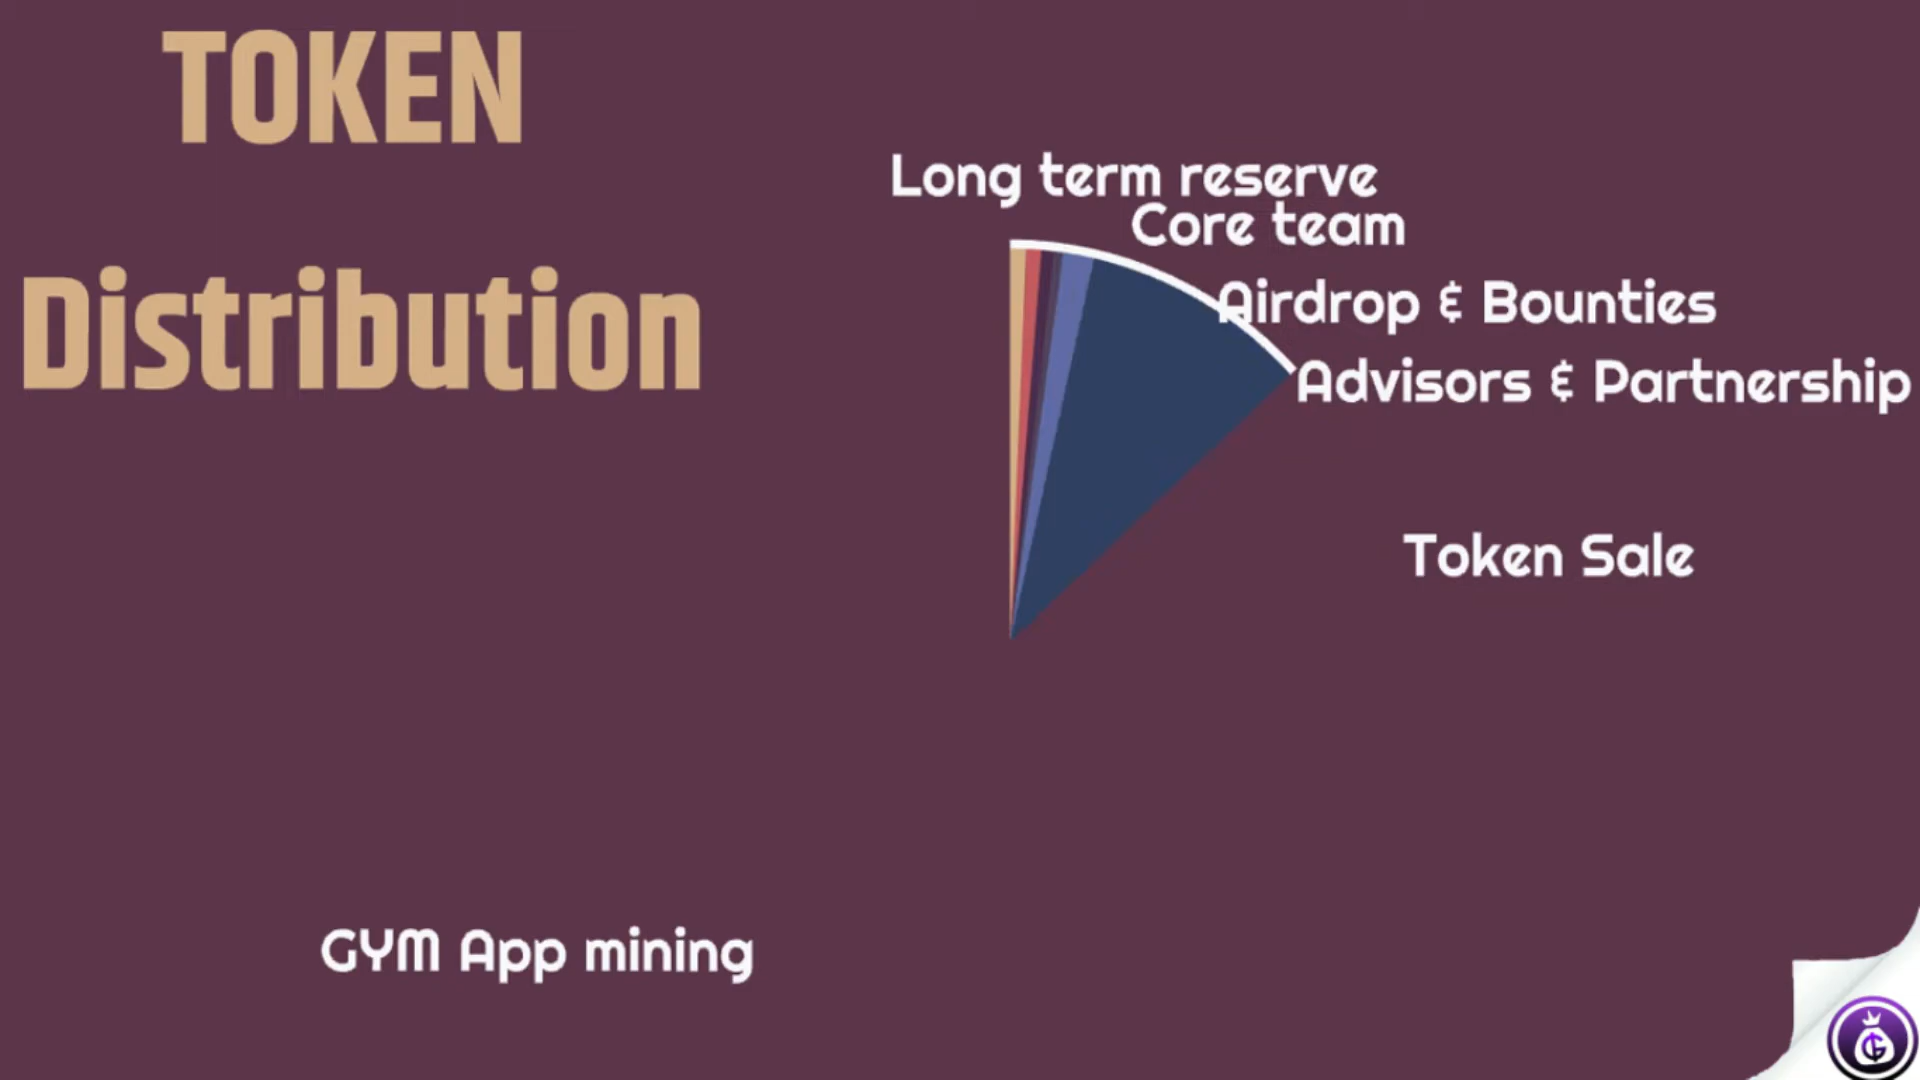 TOKEN
Distribution
Long term reserve
Core team
Airdrop & Bounties
Advisors & Partnership
Token Sale
GYM App mining
G